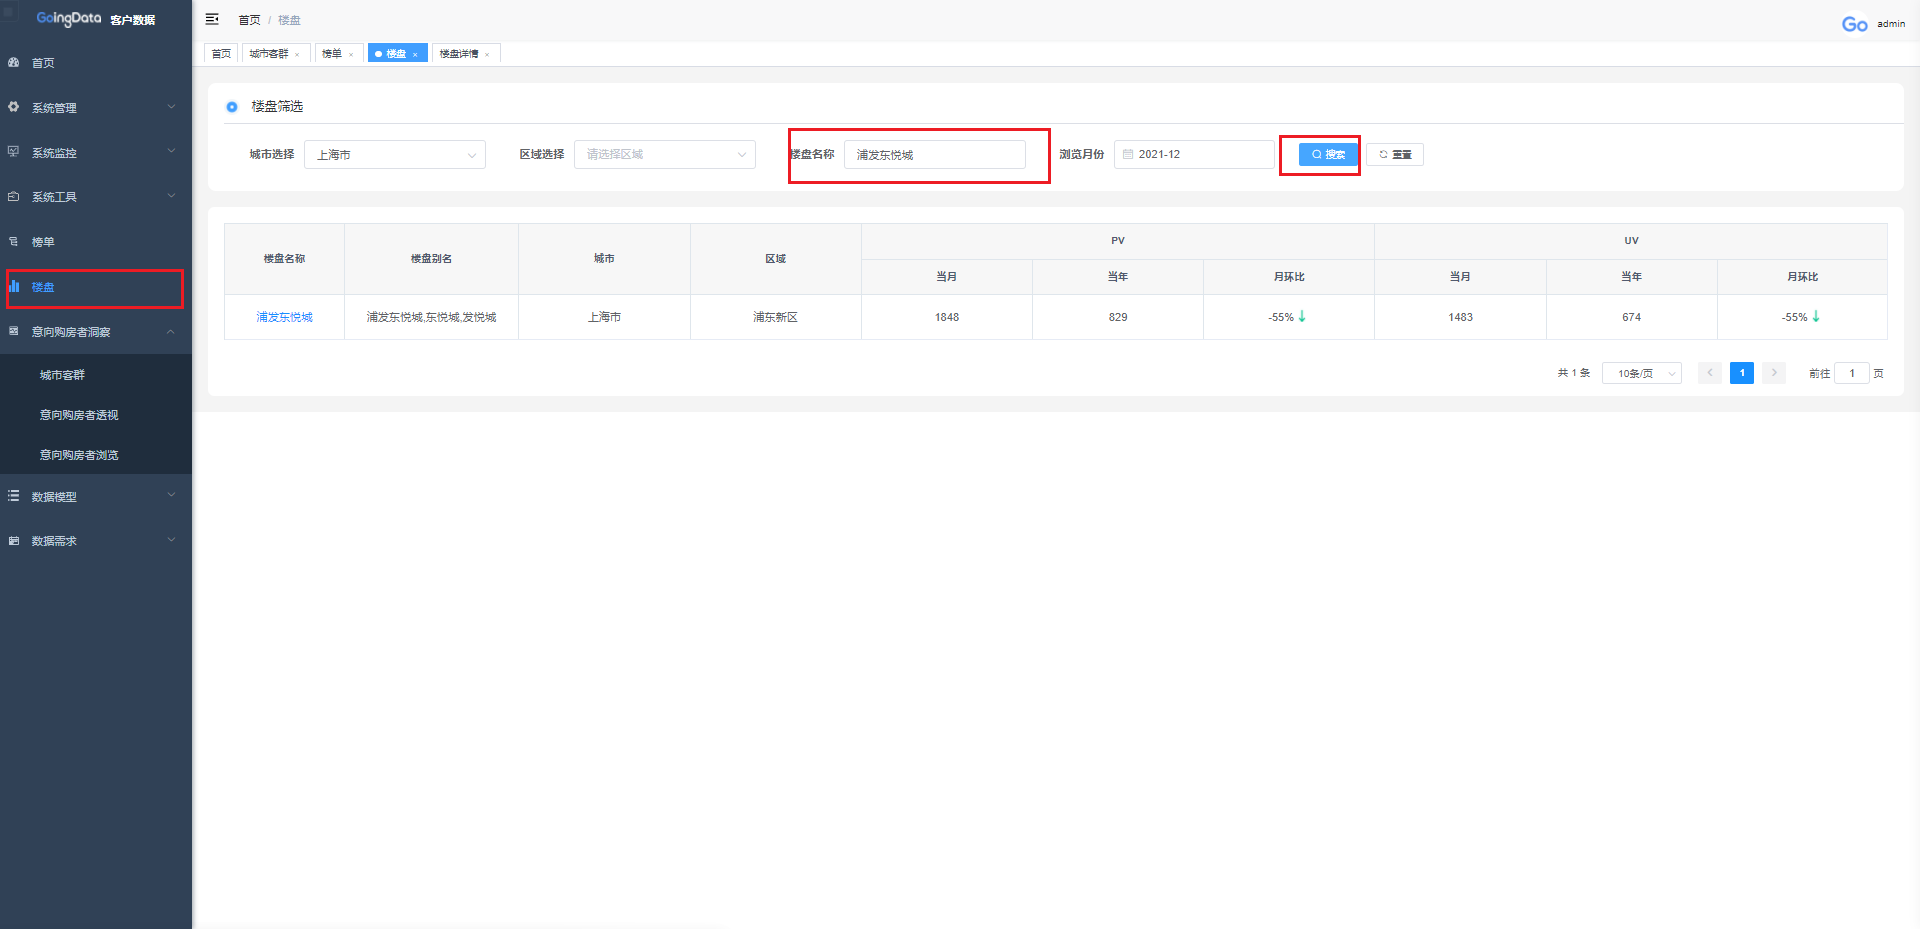 GoingData 客户数据
首页
系统管理
系统监控
系统工具
榜单
楼盘
意向购房者洞察
城市客群
意向购房者透视
意向购房者浏览
数据模型
数据需求
首页 / 楼盘
Go admin
首页 城市客群 × 榜单 × 楼盘 × 楼盘详情 ×
楼盘筛选
城市选择 上海市 区域选择 请选择区域 楼盘名称 浦发东悦城 浏览月份 2021-12 搜索 重置
楼盘名称 楼盘别名 城市 区域 PV UV
当月 当年 月环比 当月 当年 月环比
浦发东悦城 浦发东悦城,东悦城,发悦城 上海市 浦东新区 1848 829 -55% ↓ 1483 674 -55% ↓
共 1 条 10条/页 < 1 > 前往 1 页